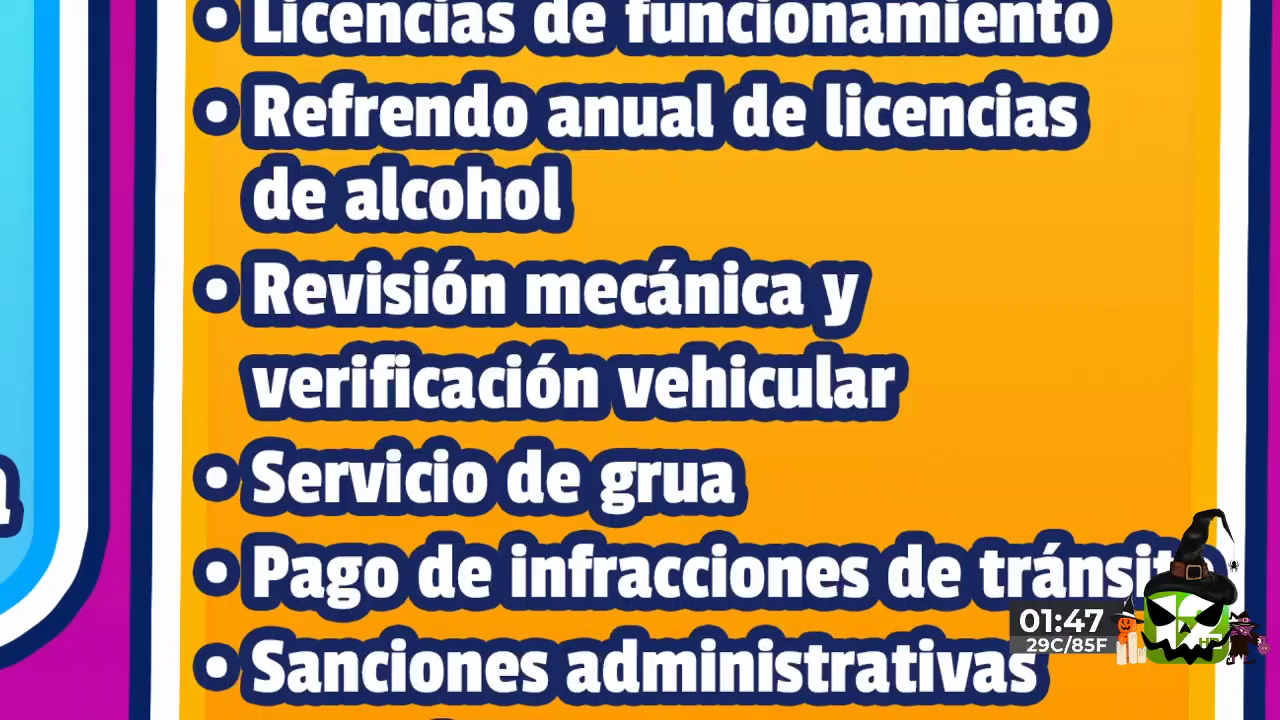 • Licencias de funcionamiento
• Refrendo anual de licencias
de alcohol
• Revisión mecánica y
verificación vehicular
• Servicio de grua
• Pago de infracciones de
• Sanciones administrativas
01:47
29C/85F